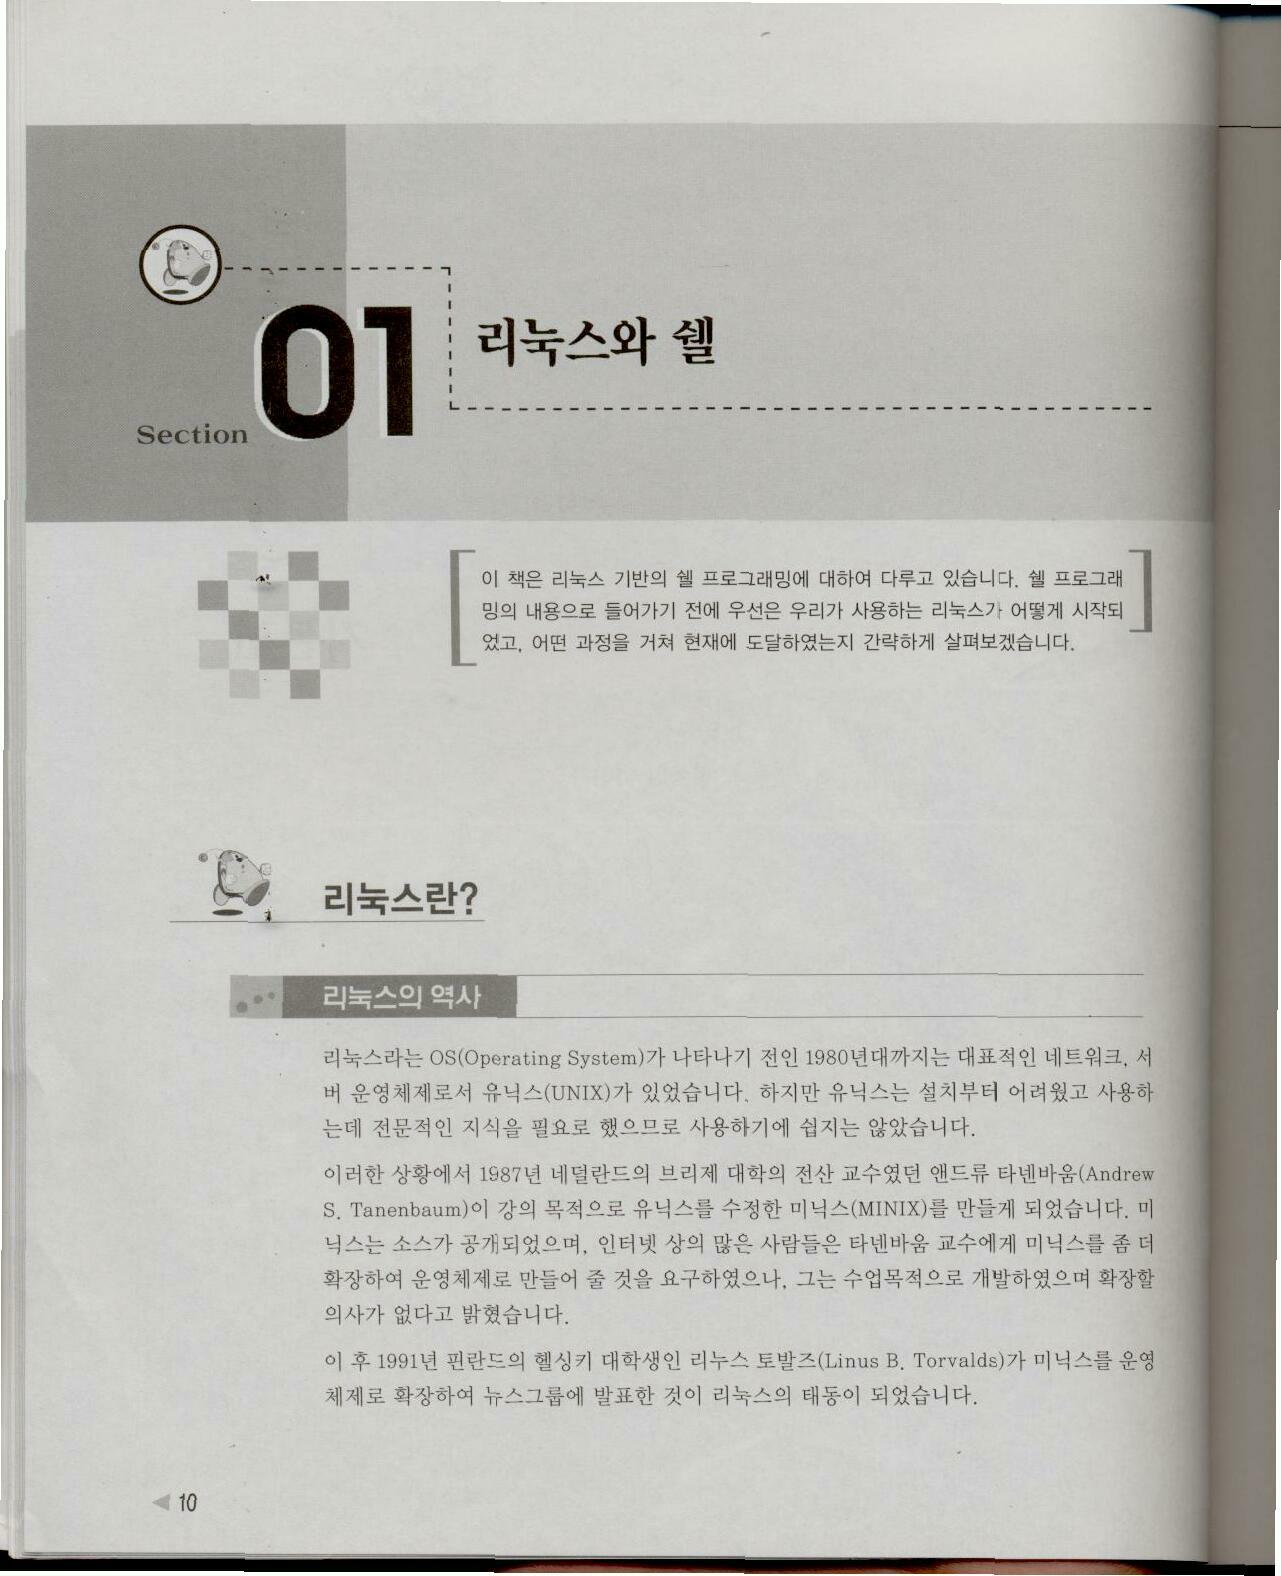 01
Section
리눅스와 쉘
이 책은 리눅스 기반의 쉘 프로그래밍에 대하여 다루고 있습니다. 쉘 프로그래
밍의 내용으로 들어가기 전에 우선은 우리가 사용하는 리눅스가 어떻게 시작되
었고, 어떤 과정을 거쳐 현재에 도달하였는지 간략하게 살펴보겠습니다.
리눅스란?
리눅스의 역사
리눅스라는 OS(Operating System)가 나타나기 전인 1980년대까지는 대표적인 네트워크, 서
버 운영체제로서 유닉스(UNIX)가 있었습니다. 하지만 유닉스는 설치부터 어려웠고 사용하
는데 전문적인 지식을 필요로 했으므로 사용하기에 쉽지는 않았습니다.
이러한 상황에서 1987년 네덜란드의 브리제 대학의 전산 교수였던 앤드류 타넨바움(Andrew
S. Tanenbaum)이 강의 목적으로 유닉스를 수정한 미닉스(MINIX)를 만들게 되었습니다. 미
닉스는 소스가 공개되었으며, 인터넷 상의 많은 사람들은 타넨바움 교수에게 미닉스를 좀 더
확장하여 운영체제로 만들어 줄 것을 요구하였으나, 그는 수업목적으로 개발하였으며 확장할
의사가 없다고 밝혔습니다.
이 후 1991년 핀란드의 헬싱키 대학생인 리누스 토발즈(Linus B. Torvalds)가 미닉스를 운영
체제로 확장하여 뉴스그룹에 발표한 것이 리눅스의 태동이 되었습니다.
10